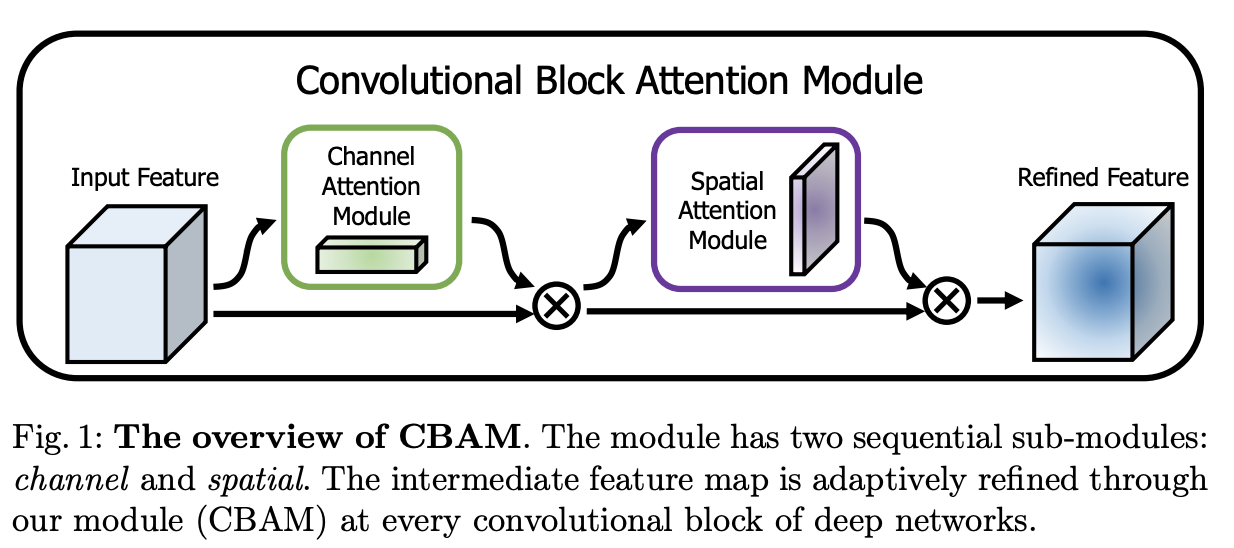 Convolutional Block Attention Module
Input Feature
Channel
Attention
Module
Spatial
Attention
Module
Refined Feature
Fig. 1: The overview of CBAM. The module has two sequential sub-modules:
channel and spatial. The intermediate feature map is adaptively refined through
our module (CBAM) at every convolutional block of deep networks.